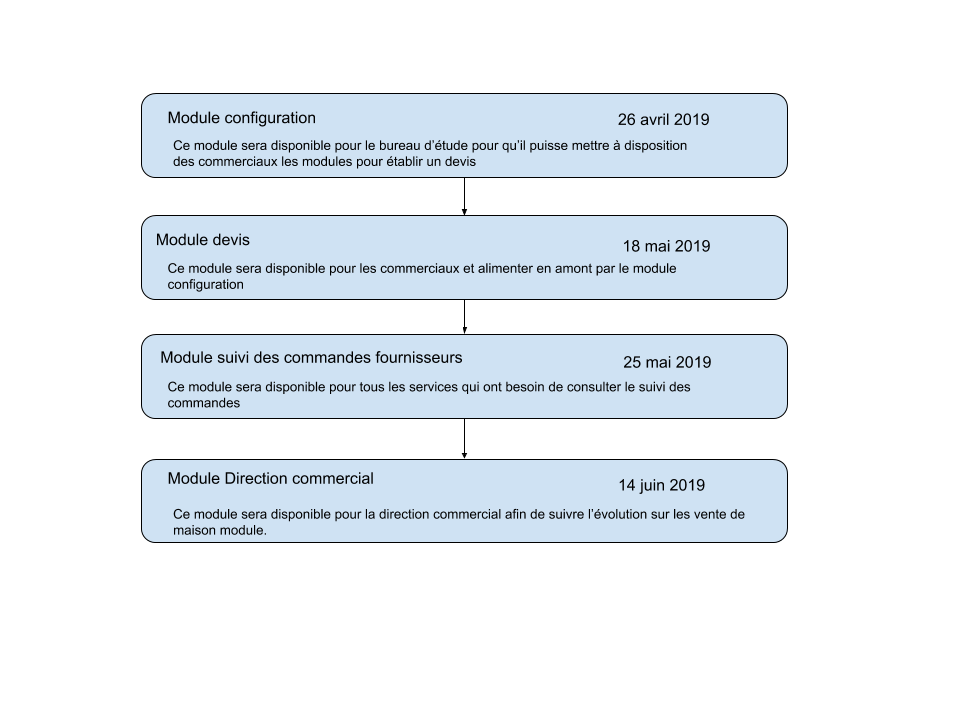 Module configuration
26 avril 2019
Ce module sera disponible pour le bureau d'étude pour qu'il puisse mettre à disposition
des commerciaux les modules pour établir un devis
Module devis
18 mai 2019
Ce module sera disponible pour les commerciaux et alimenter en amont par le module
configuration
Module suivi des commandes fournisseurs
25 mai 2019
Ce module sera disponible pour tous les services qui ont besoin de consulter le suivi des
commandes
Module Direction commercial
14 juin 2019
Ce module sera disponible pour la direction commercial afin de suivre l'évolution sur les vente de
maison module.